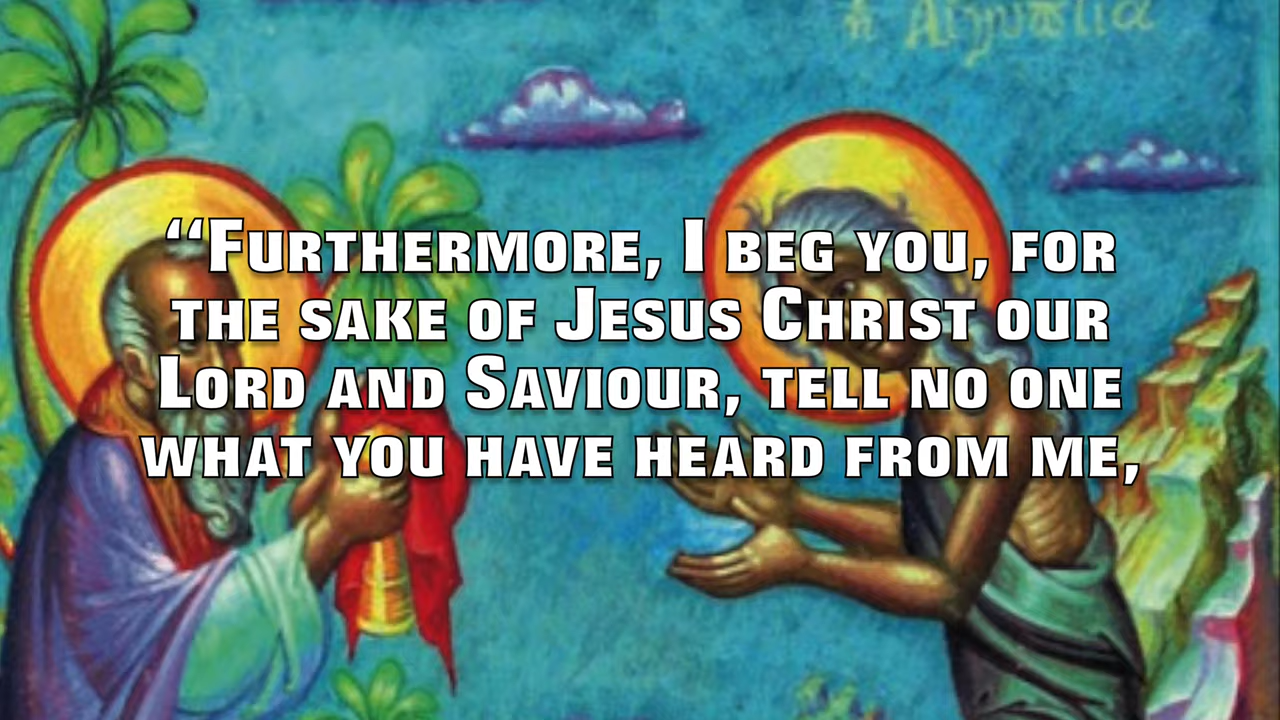 ἡ Αἰγυπτία
“Furthermore, I beg you, for
the sake of Jesus Christ our
Lord and Saviour, tell no one
what you have heard from me,